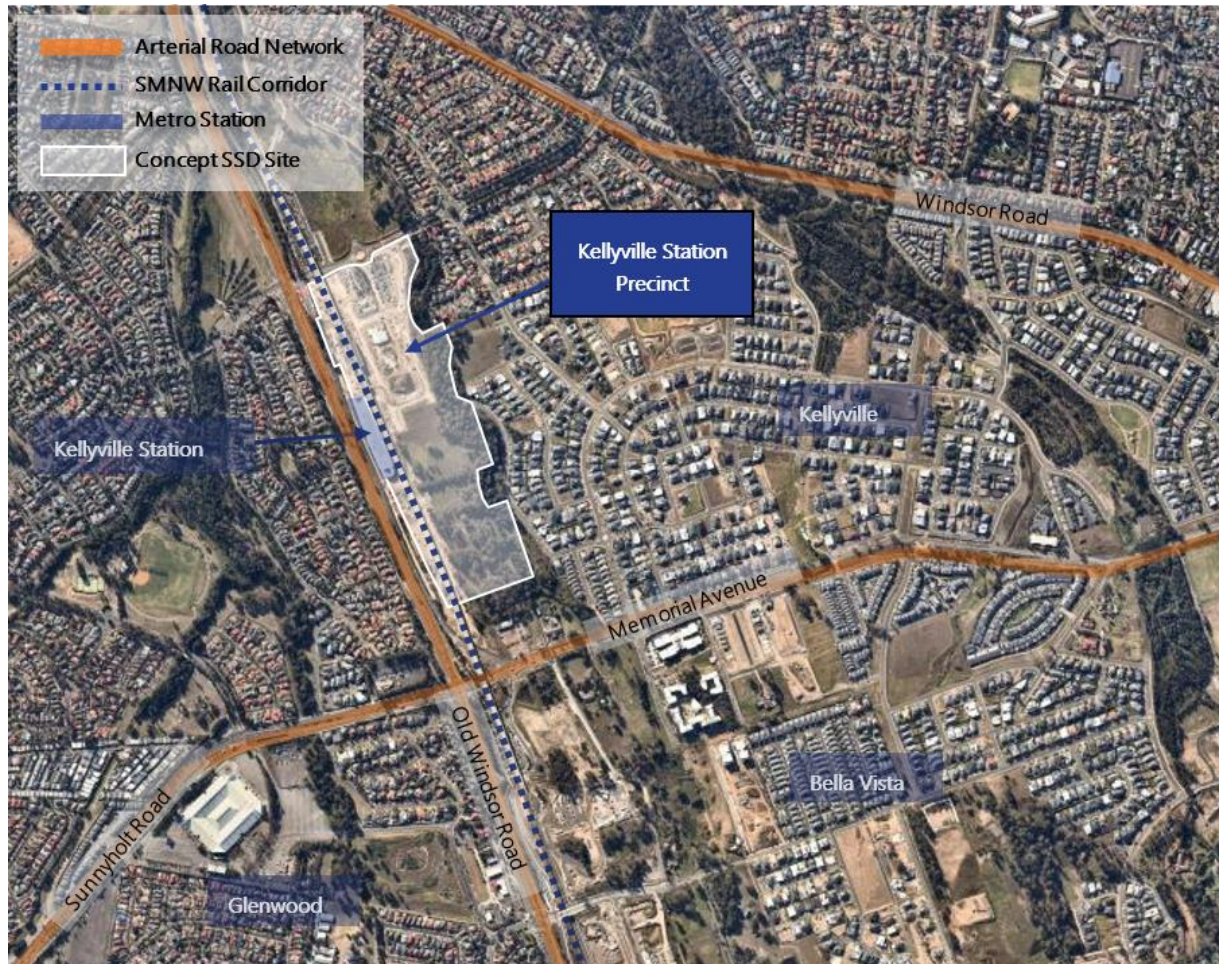 Arterial Road Network
SMNW Rail Corridor
Metro Station
Concept SSD Site
Windsor Road
Kellyville Station
Precinct
Kellyville
Kellyville Station
Memorial Avenue
Old Windsor Road
Bella Vista
Sunnyholt Road
Glenwood